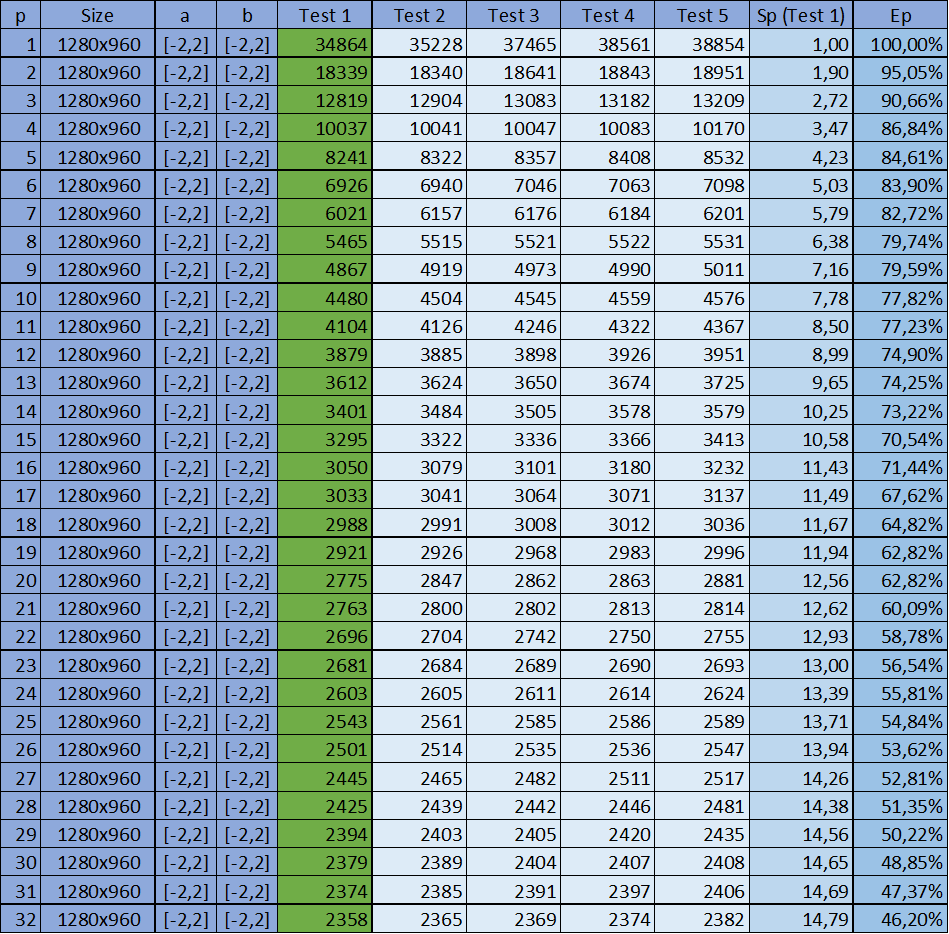 p Size a b Test 1 Test 2 Test 3 Test 4 Test 5 Sp (Test 1) Ep
1 1280x960 [-2,2] [-2,2] 34864 35228 37465 38561 38854 1,00 100,00%
2 1280x960 [-2,2] [-2,2] 18339 18340 18641 18843 18951 1,90 95,05%
3 1280x960 [-2,2] [-2,2] 12819 12904 13083 13182 13209 2,72 90,66%
4 1280x960 [-2,2] [-2,2] 10037 10041 10047 10083 10170 3,47 86,84%
5 1280x960 [-2,2] [-2,2] 8241 8322 8357 8408 8532 4,23 84,61%
6 1280x960 [-2,2] [-2,2] 6926 6940 7046 7063 7098 5,03 83,90%
7 1280x960 [-2,2] [-2,2] 6021 6157 6176 6184 6201 5,79 82,72%
8 1280x960 [-2,2] [-2,2] 5465 5515 5521 5522 5531 6,38 79,74%
9 1280x960 [-2,2] [-2,2] 4867 4919 4973 4990 5011 7,16 79,59%
10 1280x960 [-2,2] [-2,2] 4480 4504 4545 4559 4576 7,78 77,82%
11 1280x960 [-2,2] [-2,2] 4104 4126 4246 4322 4367 8,50 77,23%
12 1280x960 [-2,2] [-2,2] 3879 3885 3898 3926 3951 8,99 74,90%
13 1280x960 [-2,2] [-2,2] 3612 3624 3650 3674 3725 9,65 74,25%
14 1280x960 [-2,2] [-2,2] 3401 3484 3505 3578 3579 10,25 73,22%
15 1280x960 [-2,2] [-2,2] 3295 3322 3336 3366 3413 10,58 70,54%
16 1280x960 [-2,2] [-2,2] 3050 3079 3101 3180 3232 11,43 71,44%
17 1280x960 [-2,2] [-2,2] 3033 3041 3064 3071 3137 11,49 67,62%
18 1280x960 [-2,2] [-2,2] 2988 2991 3008 3012 3036 11,67 64,82%
19 1280x960 [-2,2] [-2,2] 2921 2926 2968 2983 2996 11,94 62,82%
20 1280x960 [-2,2] [-2,2] 2775 2847 2862 2863 2881 12,56 62,82%
21 1280x960 [-2,2] [-2,2] 2763 2800 2802 2813 2814 12,62 60,09%
22 1280x960 [-2,2] [-2,2] 2696 2704 2742 2750 2755 12,93 58,78%
23 1280x960 [-2,2] [-2,2] 2681 2684 2689 2690 2693 13,00 56,54%
24 1280x960 [-2,2] [-2,2] 2603 2605 2611 2614 2624 13,39 55,81%
25 1280x960 [-2,2] [-2,2] 2543 2561 2585 2586 2589 13,71 54,84%
26 1280x960 [-2,2] [-2,2] 2501 2514 2535 2536 2547 13,94 53,62%
27 1280x960 [-2,2] [-2,2] 2445 2465 2482 2511 2517 14,26 52,81%
28 1280x960 [-2,2] [-2,2] 2425 2439 2442 2446 2481 14,38 51,35%
29 1280x960 [-2,2] [-2,2] 2394 2403 2405 2420 2435 14,56 50,22%
30 1280x960 [-2,2] [-2,2] 2379 2389 2404 2407 2408 14,65 48,85%
31 1280x960 [-2,2] [-2,2] 2374 2385 2391 2397 2406 14,69 47,37%
32 1280x960 [-2,2] [-2,2] 2358 2365 2369 2374 2382 14,79 46,20%